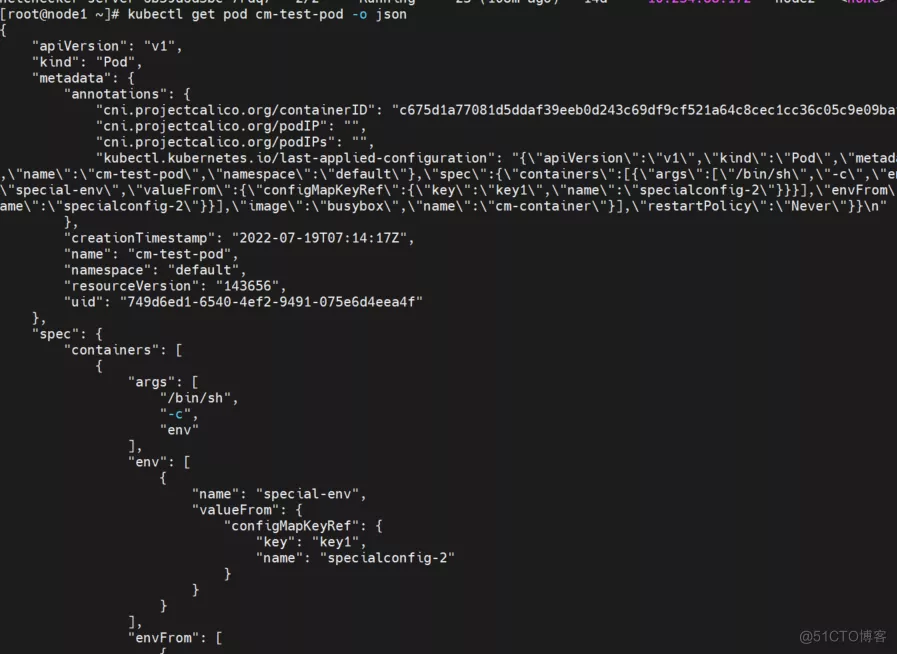 [root@node1 ~]# kubectl get pod cm-test-pod -o json
{
    "apiVersion": "v1",
    "kind": "Pod",
    "metadata": {
        "annotations": {
            "cni.projectcalico.org/containerID": "c675d1a77081d5ddaf39eeb0d243c69df9cf521a64c8cec1cc36c05c9e09ba
            "cni.projectcalico.org/podIP": "",
            "cni.projectcalico.org/podIPs": "",
            "kubectl.kubernetes.io/last-applied-configuration": "{\"apiVersion\":\"v1\",\"kind\":\"Pod\",\"metad
,\"name\":\"cm-test-pod\",\"namespace\":\"default\"},\"spec\":{\"containers\":[{\"args\":[\"/bin/sh\",\"-c\",\"e
\"special-env\",\"valueFrom\":{\"configMapKeyRef\":{\"key\":\"key1\",\"name\":\"specialconfig-2\"}}}],\"envFrom\
ame\":\"specialconfig-2\"}}],\"image\":\"busybox\",\"name\":\"cm-container\"}],\"restartPolicy\":\"Never\"}}\n"
        },
        "creationTimestamp": "2022-07-19T07:14:17Z",
        "name": "cm-test-pod",
        "namespace": "default",
        "resourceVersion": "143656",
        "uid": "749d6ed1-6540-4ef2-9491-075e6d4eea4f"
    },
    "spec": {
        "containers": [
            {
                "args": [
                    "/bin/sh",
                    "-c",
                    "env"
                ],
                "env": [
                    {
                        "name": "special-env",
                        "valueFrom": {
                            "configMapKeyRef": {
                                "key": "key1",
                                "name": "specialconfig-2"
                            }
                        }
                    }
                ],
                "envFrom": [
                    {
@51CTO博客